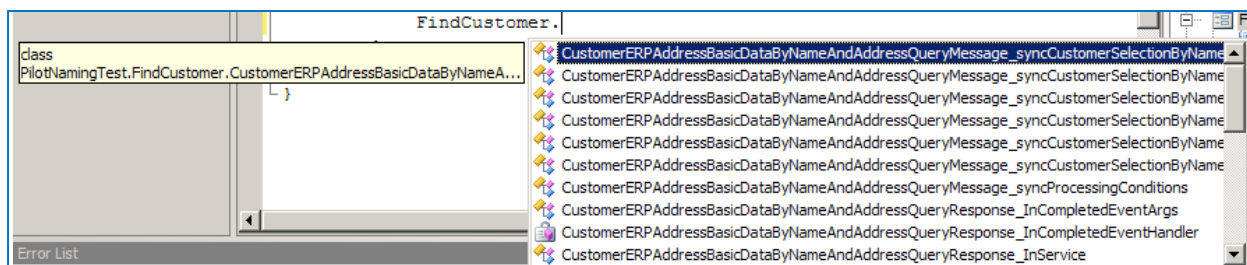 FindCustomer.
class
PilotNamingTest.FindCustomer.CustomerERPAddressBasicDataByNameA...
}
CustomerERPAddressBasicDataByNameAndAddressQueryMessage_syncCustomerSelectionByName
CustomerERPAddressBasicDataByNameAndAddressQueryMessage_syncCustomerSelectionByName
CustomerERPAddressBasicDataByNameAndAddressQueryMessage_syncCustomerSelectionByName
CustomerERPAddressBasicDataByNameAndAddressQueryMessage_syncCustomerSelectionByName
CustomerERPAddressBasicDataByNameAndAddressQueryMessage_syncCustomerSelectionByName
CustomerERPAddressBasicDataByNameAndAddressQueryMessage_syncCustomerSelectionByName
CustomerERPAddressBasicDataByNameAndAddressQueryMessage_syncProcessingConditions
CustomerERPAddressBasicDataByNameAndAddressQueryResponse_InCompletedEventArgs
CustomerERPAddressBasicDataByNameAndAddressQueryResponse_InCompletedEventHandler
CustomerERPAddressBasicDataByNameAndAddressQueryResponse_InService
Error List